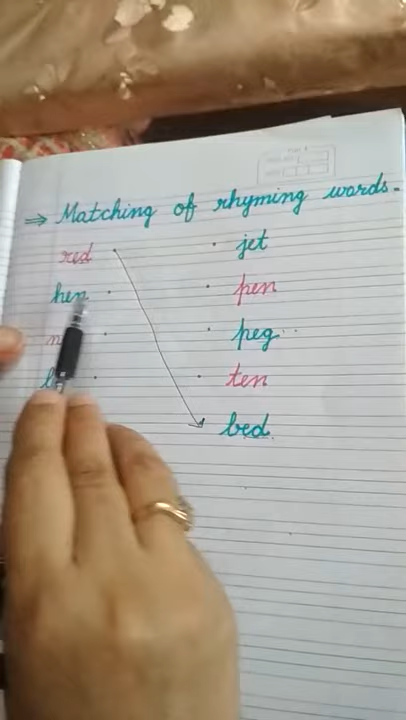 ⇒ Matching of rhyming words.
red jet
hen pen
peg
ten
bed